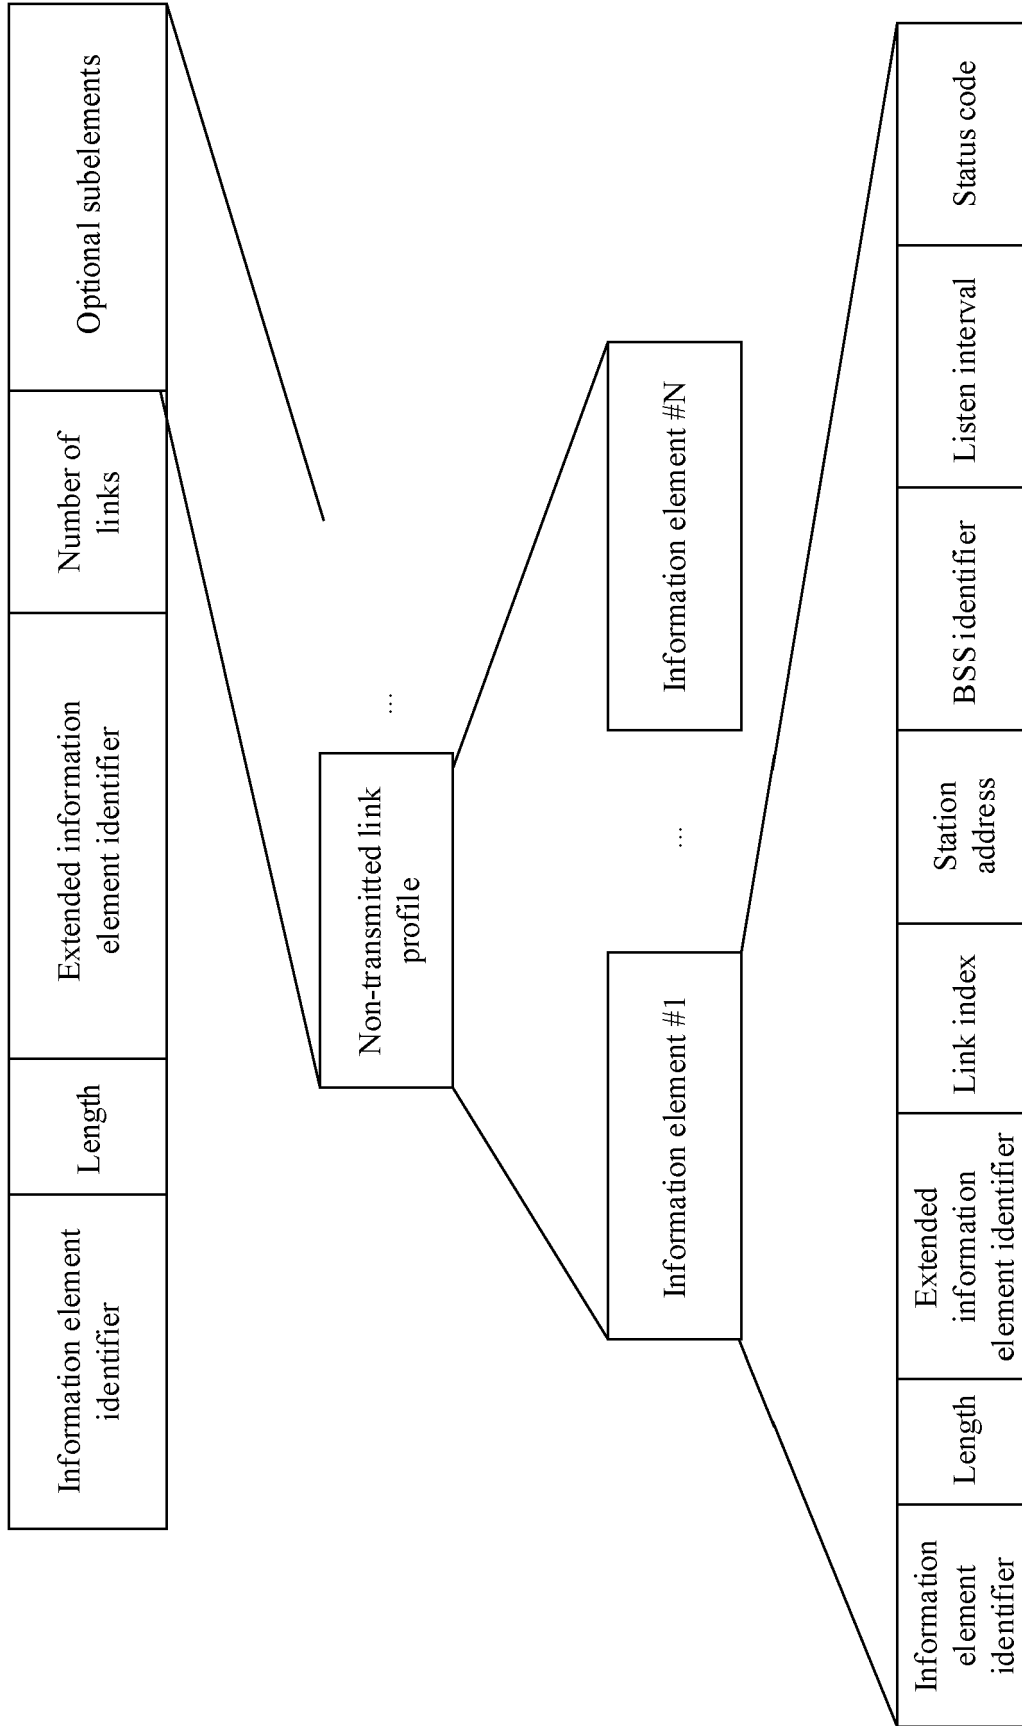 Information element
identifier
Length
Extended information
element identifier
Number of
links
Optional subelements
Non-transmitted link
profile
...
Information element #1
...
Information element #N
Information
element
identifier
Length
Extended
information
element identifier
Link index
Station
address
BSS identifier
Listen interval
Status code